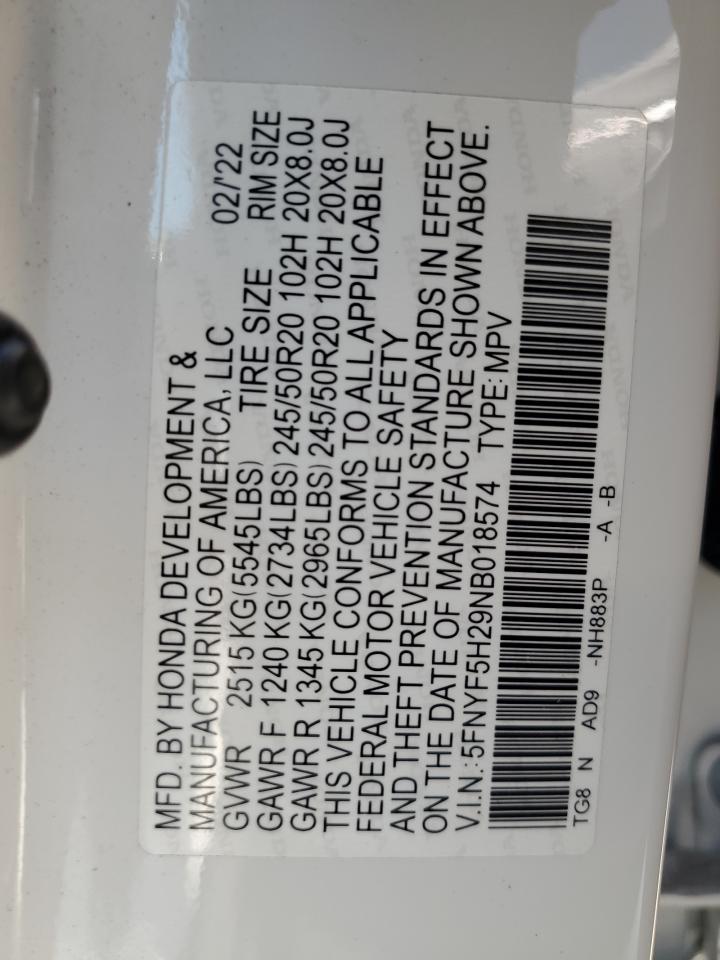 MFD. BY HONDA DEVELOPMENT &
MANUFACTURING OF AMERICA, LLC 02/'22
GVWR 2515 KG(5545LBS) TIRE SIZE RIM SIZE
GAWR F 1240 KG(2734LBS) 245/50R20 102H 20X8.0J
GAWR R 1345 KG(2965LBS) 245/50R20 102H 20X8.0J
THIS VEHICLE CONFORMS TO ALL APPLICABLE
FEDERAL MOTOR VEHICLE SAFETY
AND THEFT PREVENTION STANDARDS IN EFFECT
ON THE DATE OF MANUFACTURE SHOWN ABOVE.
V.I.N.: 5FNYF5H29NB018574 TYPE: MPV
TG8 N AD9 -NH883P -A -B